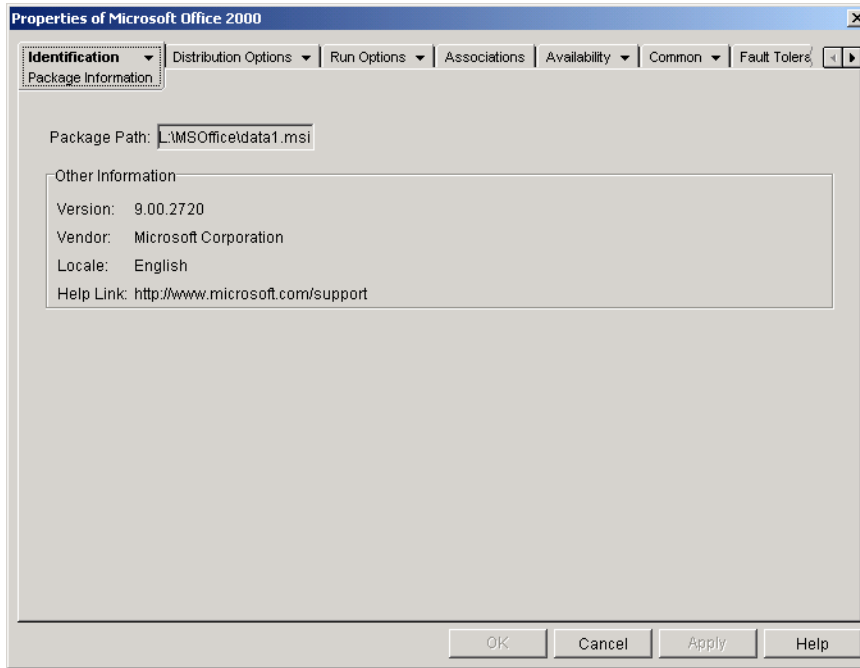 Properties of Microsoft Office 2000
Identification Distribution Options Run Options Associations Availability Common Fault Tolera
Package Information
Package Path: L:\MSOffice\data1.msi
Other Information
Version: 9.00.2720
Vendor: Microsoft Corporation
Locale: English
Help Link: http://www.microsoft.com/support
OK Cancel Apply Help